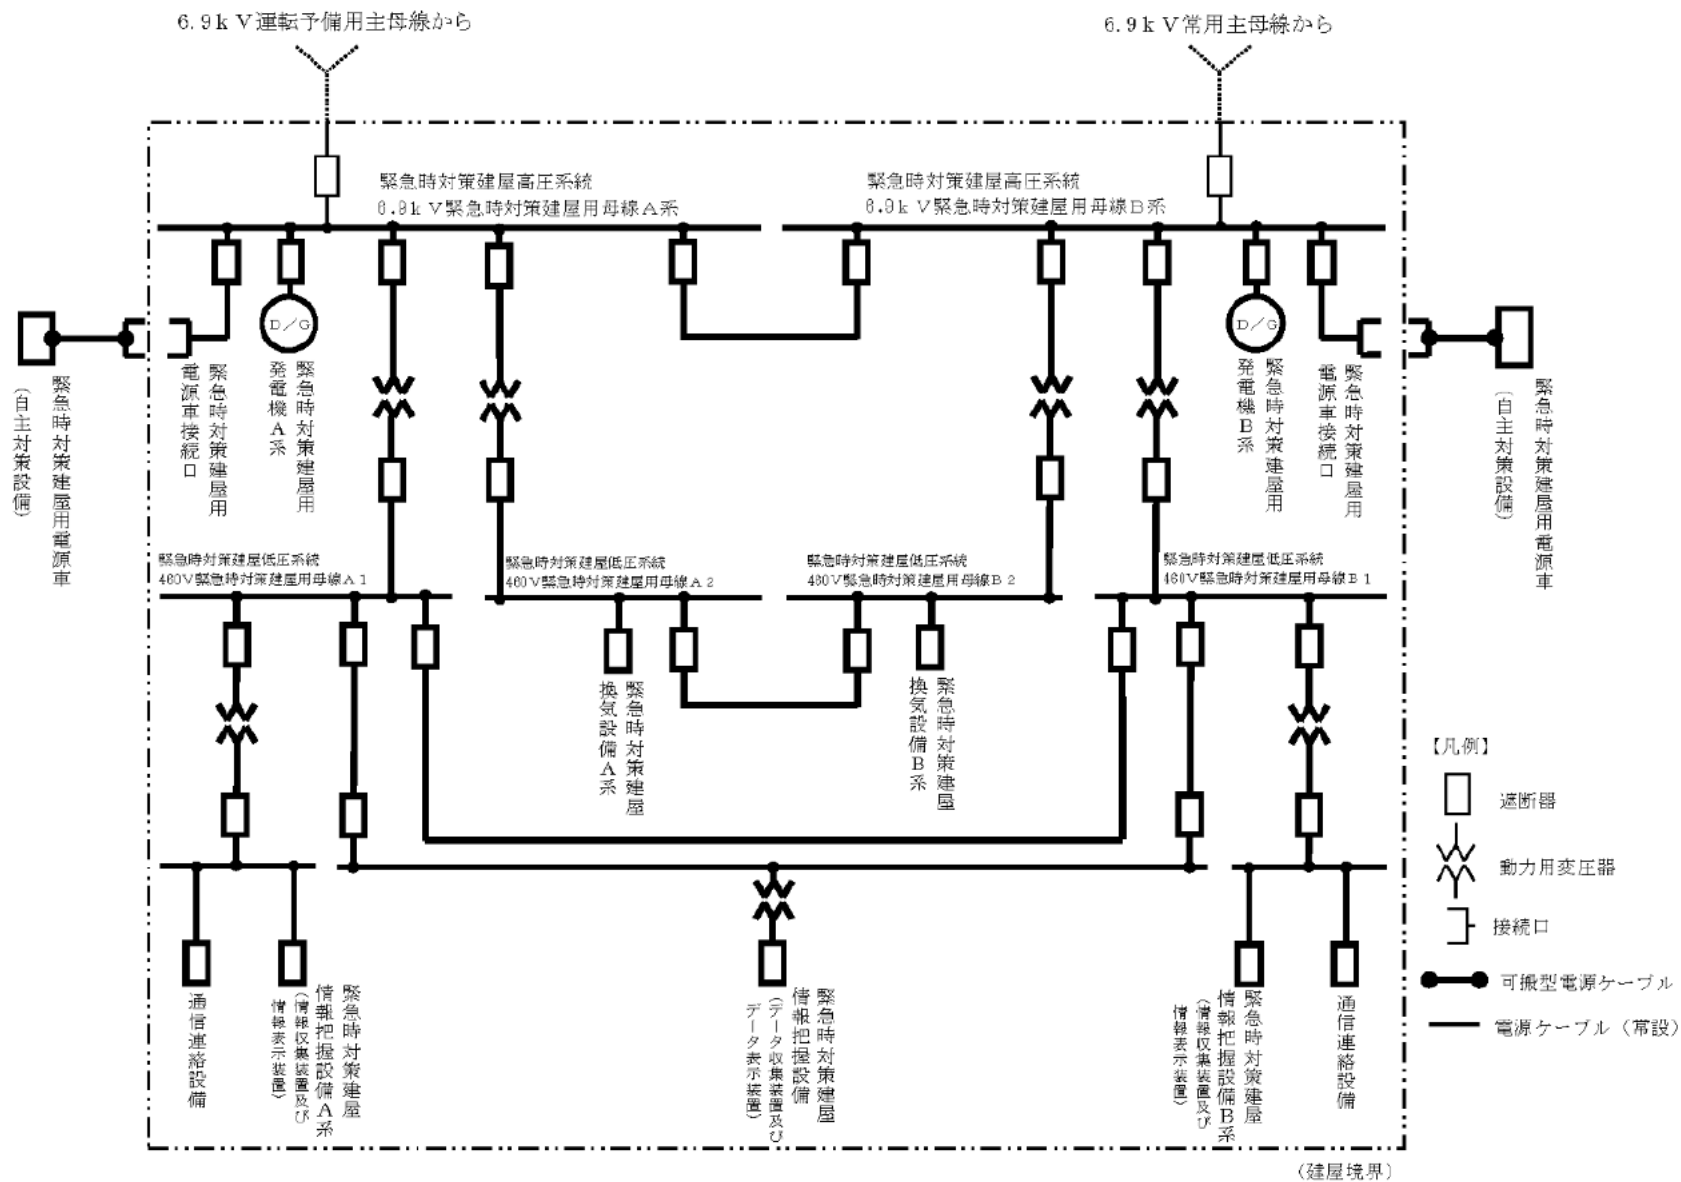 6.9kV運転予備用主母線から
6.9kV常用主母線から
緊急時対策建屋高圧系統
6.9kV緊急時対策建屋用母線A系
緊急時対策建屋高圧系統
6.9kV緊急時対策建屋用母線B系
D/G
D/G
緊急時対策建屋用電源車
(自主対策設備)
緊急時対策建屋用
電源車接続口
緊急時対策建屋用
発電機A系
緊急時対策建屋用
発電機B系
緊急時対策建屋用
電源車接続口
緊急時対策建屋用電源車
(自主対策設備)
緊急時対策建屋低圧系統
460V緊急時対策建屋用母線A1
緊急時対策建屋低圧系統
460V緊急時対策建屋用母線A2
緊急時対策建屋低圧系統
460V緊急時対策建屋用母線B2
緊急時対策建屋低圧系統
460V緊急時対策建屋用母線B1
緊急時対策建屋
換気設備A系
緊急時対策建屋
換気設備B系
【凡例】
遮断器
動力用変圧器
接続口
可搬型電源ケーブル
電源ケーブル(常設)
通信連絡設備
緊急時対策建屋
情報把握設備A系
(情報収集装置及び
情報表示装置)
緊急時対策建屋
情報把握設備
(データ収集装置及び
データ表示装置)
緊急時対策建屋
情報把握設備B系
(情報収集装置及び
情報表示装置)
通信連絡設備
(建屋境界)